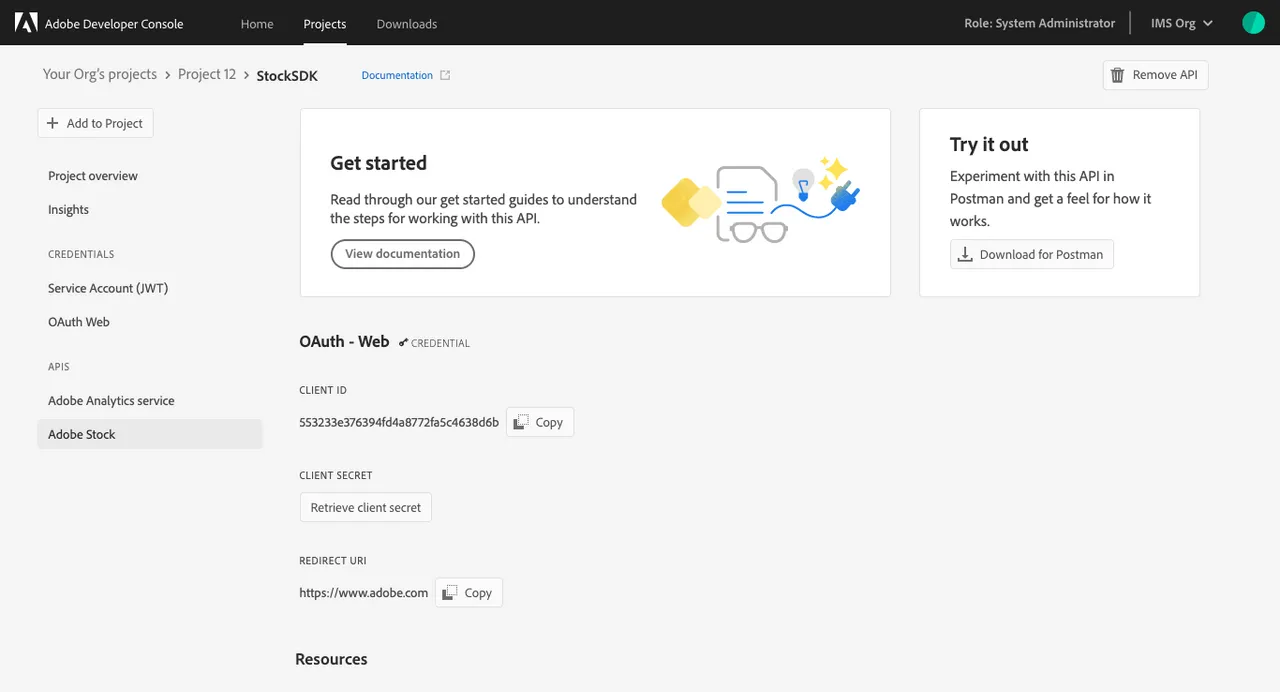 Adobe Developer Console Home Projects Downloads Role: System Administrator IMS Org
Your Org's projects > Project 12 > StockSDK Documentation Remove API
Add to Project
Project overview
Insights
CREDENTIALS
Service Account (JWT)
OAuth Web
APIS
Adobe Analytics service
Adobe Stock
Get started
Read through our get started guides to understand
the steps for working with this API.
View documentation
Try it out
Experiment with this API in
Postman and get a feel for how it
works.
Download for Postman
OAuth - Web CREDENTIAL
CLIENT ID
553233e376394fd4a8772fa5c4638d6b Copy
CLIENT SECRET
Retrieve client secret
REDIRECT URI
https://www.adobe.com Copy
Resources